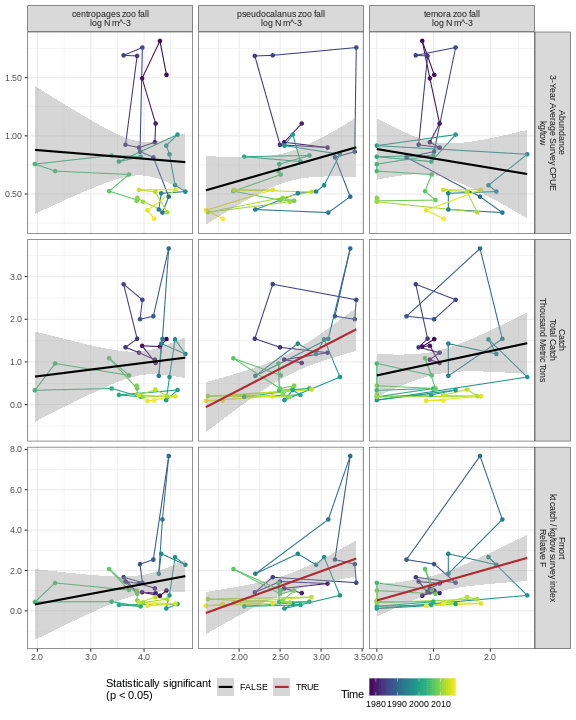 centropages zoo fall
log N m^-3
pseudocalanus zoo fall
log N m^-3
temora zoo fall
log N m^-3
1.50
1.00
0.50
Abundance
3-Year Average Survey CPUE
kg/tow
3.0
2.0
1.0
0.0
Catch
Total Catch
Thousand Metric Tons
8.0
6.0
4.0
2.0
0.0
Fmort
kt catch / kg/tow survey index
Relative F
2.0 3.0 4.0
2.00 2.50 3.00 3.50
0.0 1.0 2.0
Statistically significant
(p < 0.05)
FALSE
TRUE
Time
1980 1990 2000 2010